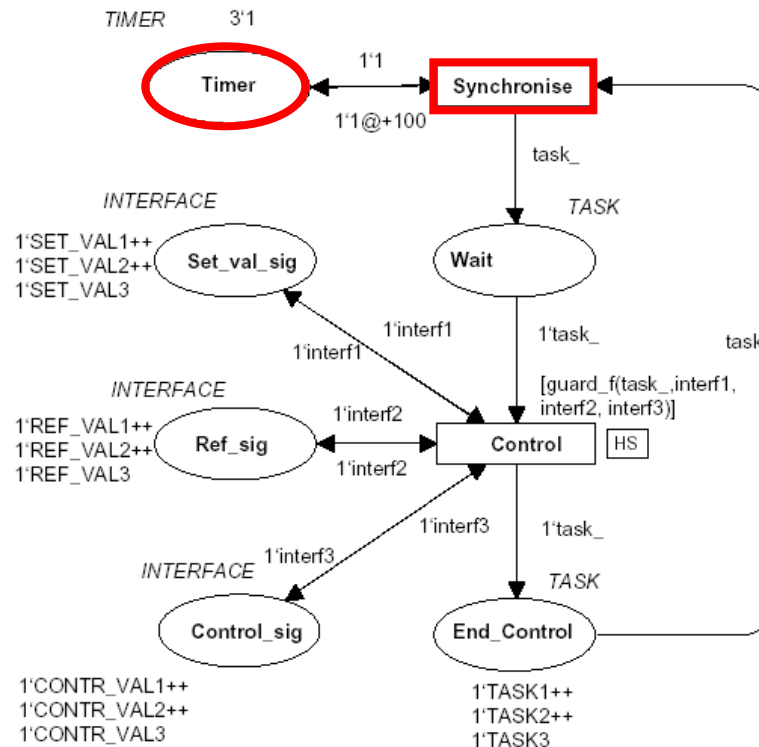 TIMER 3‘1
Timer
1‘1
1‘1@+100
Synchronise
task_
INTERFACE
1‘SET_VAL1++
1‘SET_VAL2++
1‘SET_VAL3
Set_val_sig
TASK
Wait
1‘interf1
1‘interf1
1‘task_
task
[guard_f(task_,interf1,
interf2, interf3)]
INTERFACE
1‘REF_VAL1++
1‘REF_VAL2++
1‘REF_VAL3
Ref_sig
1‘interf2
1‘interf2
Control
HS
1‘interf3
1‘interf3
1‘task_
INTERFACE
Control_sig
TASK
End_Control
1‘CONTR_VAL1++
1‘CONTR_VAL2++
1‘CONTR_VAL3
1‘TASK1++
1‘TASK2++
1‘TASK3